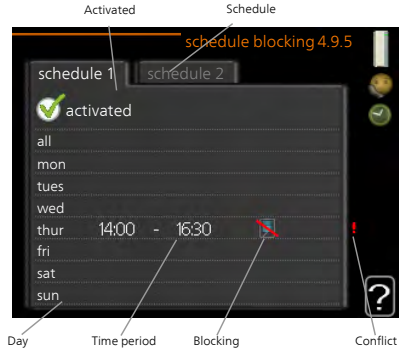 Activated Schedule
schedule blocking 4.9.5
schedule 1 schedule 2
activated
all
mon
tues
wed
thur 14:00 - 16:30 !
fri
sat
sun
?
Day Time period Blocking Conflict